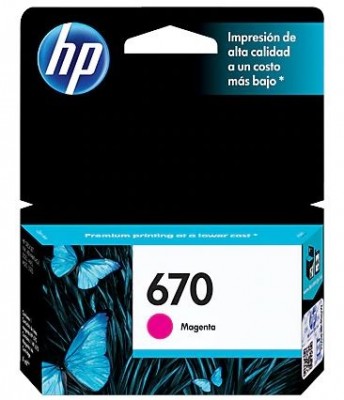 hp
Impresión de
alta calidad
a un costo
más bajo*
Premium printing at a lower cost*
670
Magenta